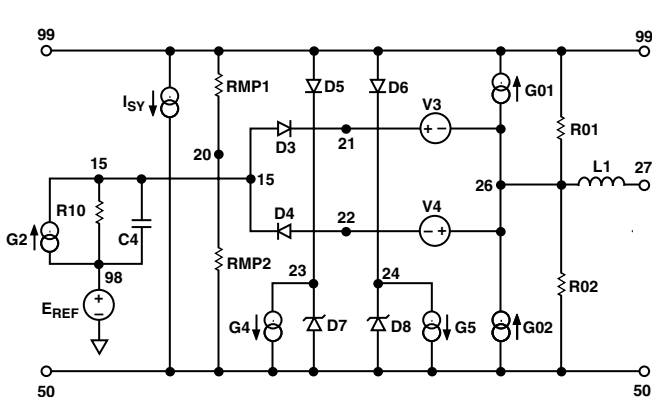 99
99
D5
D6
G01
RMP1
ISY
V3
+ −
R01
D3
21
L1
27
20
15
15
26
R10
C4
D4
22
V4
− +
G2
98
RMP2
23
24
R02
+
−
EREF
G4
D7
D8
G5
G02
50
50